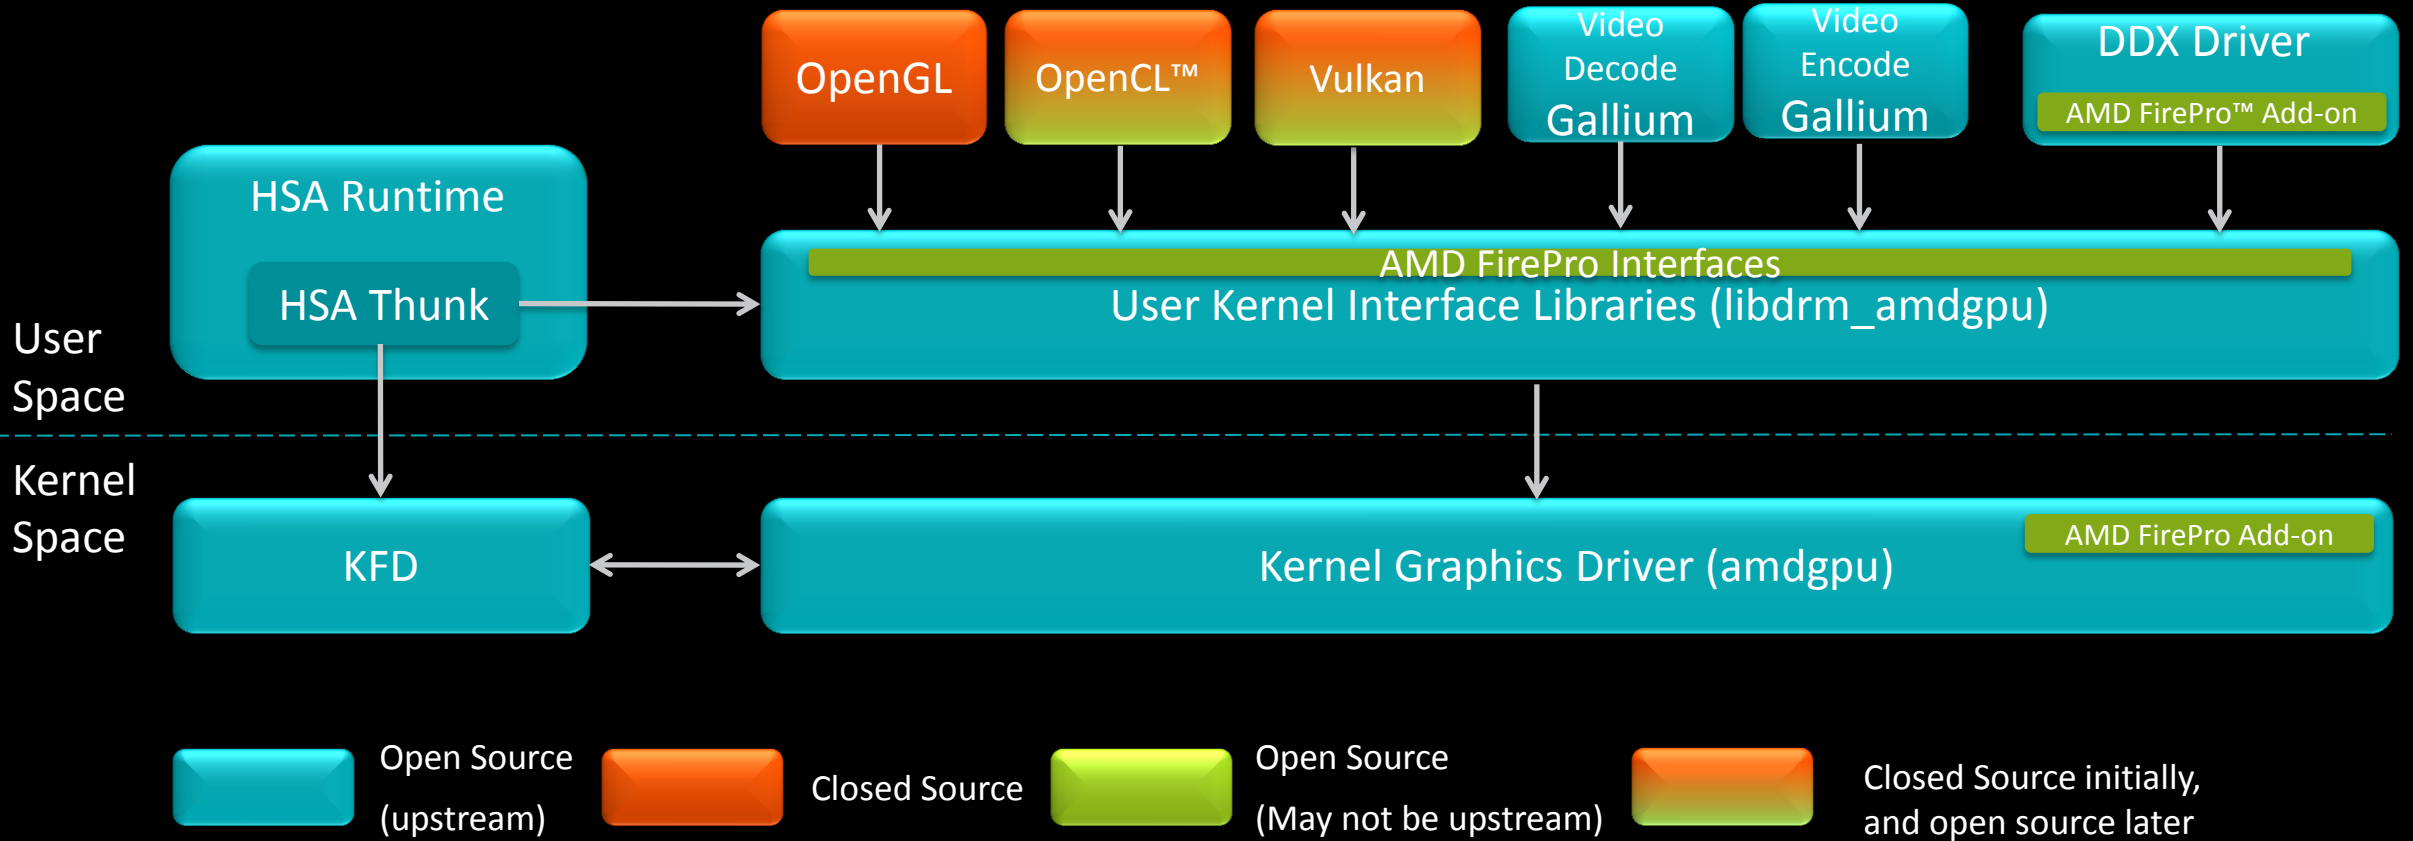 OpenGL
OpenCL™
Vulkan
Video
Decode
Gallium
Video
Encode
Gallium
DDX Driver
AMD FirePro™ Add-on
HSA Runtime
HSA Thunk
AMD FirePro Interfaces
User Kernel Interface Libraries (libdrm_amdgpu)
User
Space
Kernel
Space
KFD
Kernel Graphics Driver (amdgpu)
AMD FirePro Add-on
Open Source
(upstream)
Closed Source
Open Source
(May not be upstream)
Closed Source initially,
and open source later